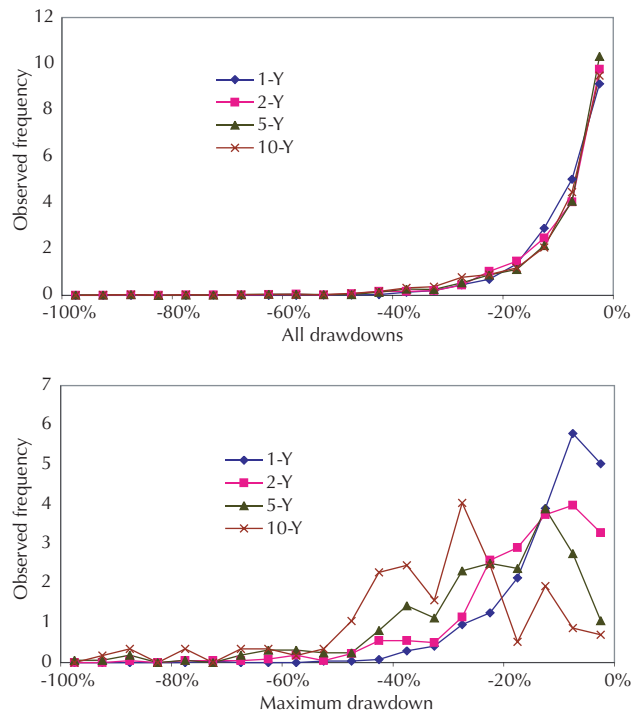 12
10
8
6
4
2
0
Observed frequency
1-Y
2-Y
5-Y
10-Y
-100% -80% -60% -40% -20% 0%
All drawdowns
7
6
5
4
3
2
1
0
Observed frequency
1-Y
2-Y
5-Y
10-Y
-100% -80% -60% -40% -20% 0%
Maximum drawdown